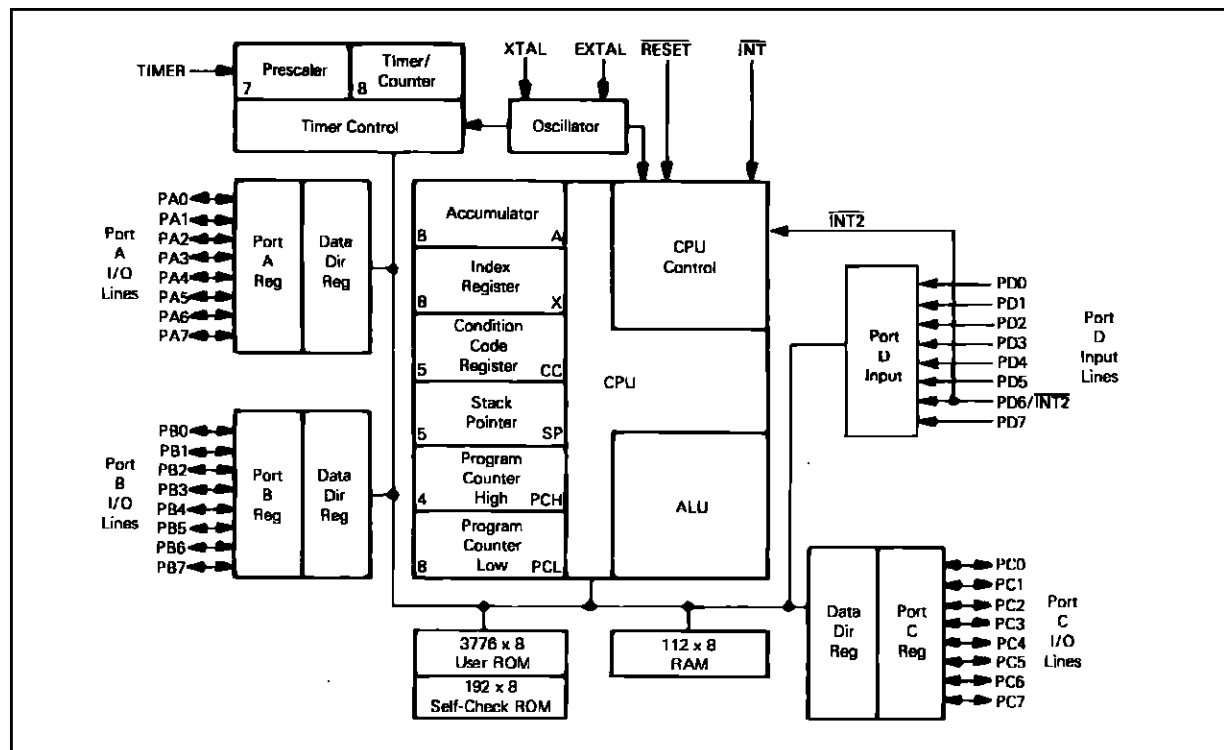 TIMER
Prescaler
7
Timer/
Counter
8
Timer Control
XTAL
EXTAL
RESET
INT
Oscillator
PA0
PA1
PA2
PA3
PA4
PA5
PA6
PA7
Port
A
I/O
Lines
Port
A
Reg
Data
Dir
Reg
Accumulator
8
A
Index
Register
8
X
Condition
Code
Register
5
CC
Stack
Pointer
5
SP
Program
Counter
High
4
PCH
Program
Counter
Low
8
PCL
CPU
Control
CPU
ALU
INT2
Port
D
Input
PD0
PD1
PD2
PD3
PD4
PD5
PD6/INT2
PD7
Port
D
Input
Lines
PB0
PB1
PB2
PB3
PB4
PB5
PB6
PB7
Port
B
I/O
Lines
Port
B
Reg
Data
Dir
Reg
3776 x 8
User ROM
192 x 8
Self-Check ROM
112 x 8
RAM
Data
Dir
Reg
Port
C
Reg
PC0
PC1
PC2
PC3
PC4
PC5
PC6
PC7
Port
C
I/O
Lines